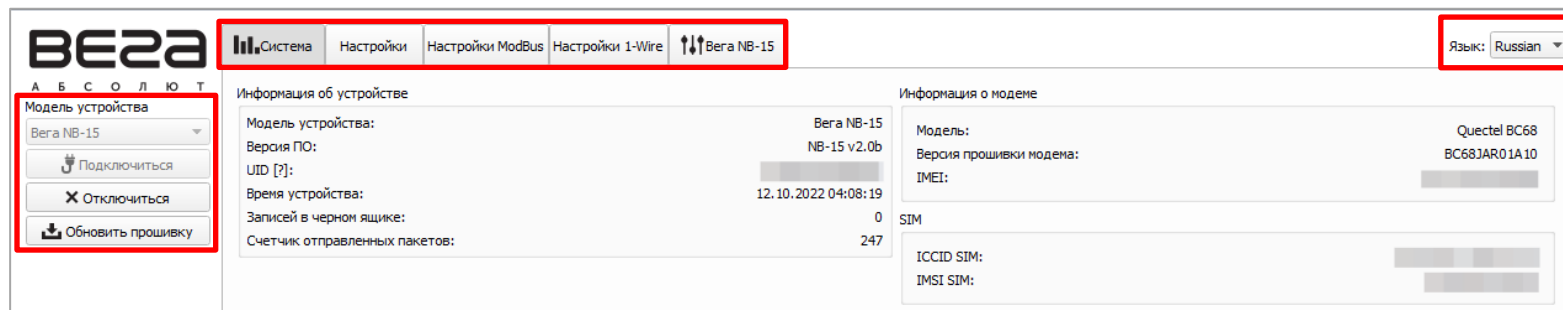 ВЕГА
АБСОЛЮТ
Модель устройства
Вега NB-15
Подключиться
Отключиться
Обновить прошивку
Система Настройки Настройки ModBus Настройки 1-Wire Вега NB-15
Язык: Russian
Информация об устройстве
Модель устройства: Вега NB-15
Версия ПО: NB-15 v2.0b
UID [?]:
Время устройства: 12.10.2022 04:08:19
Записей в черном ящике: 0
Счетчик отправленных пакетов: 247
Информация о модеме
Модель: Quectel BC68
Версия прошивки модема: BC68JAR01A10
IMEI:
SIM
ICCID SIM:
IMSI SIM: